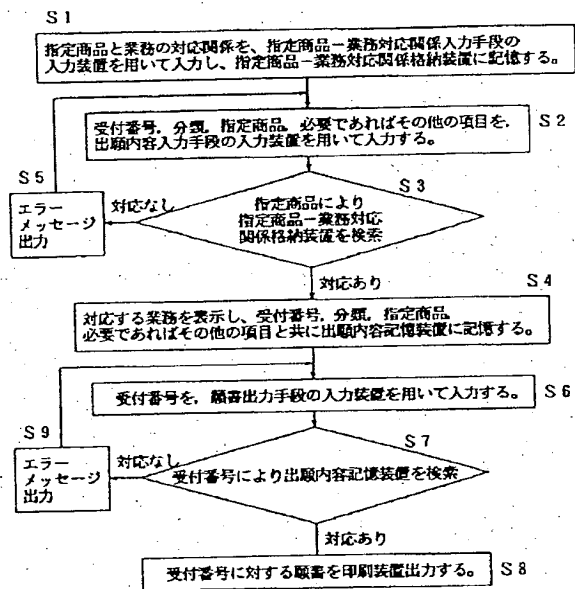 S1
指定商品と業務の対応関係を、指定商品－業務対応関係入力手段の
入力装置を用いて入力し、指定商品－業務対応関係格納装置に記憶する。
受付番号，分類，指定商品，必要であればその他の項目を，
出願内容入力手段の入力装置を用いて入力する。
S2
S5
エラー
メッセージ
出力
対応なし
S3
指定商品により
指定商品－業務対応
関係格納装置を検索
対応あり
S4
対応する業務を表示し、受付番号，分類，指定商品，
必要であればその他の項目と共に出願内容記憶装置に記憶する。
受付番号を，願書出力手段の入力装置を用いて入力する。
S6
S9
エラー
メッセージ
出力
対応なし
S7
受付番号により出願内容記憶装置を検索
対応あり
受付番号に対する願書を印刷装置出力する。
S8